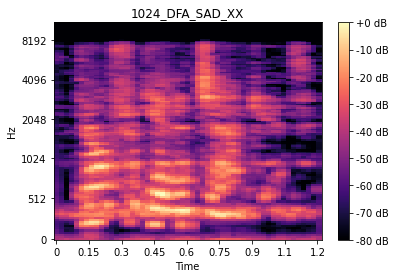 1024_DFA_SAD_XX
8192
4096
2048
1024
512
0
Hz
0 0.15 0.3 0.45 0.6 0.75 0.9 1.1 1.2
Time
+0 dB
-10 dB
-20 dB
-30 dB
-40 dB
-50 dB
-60 dB
-70 dB
-80 dB